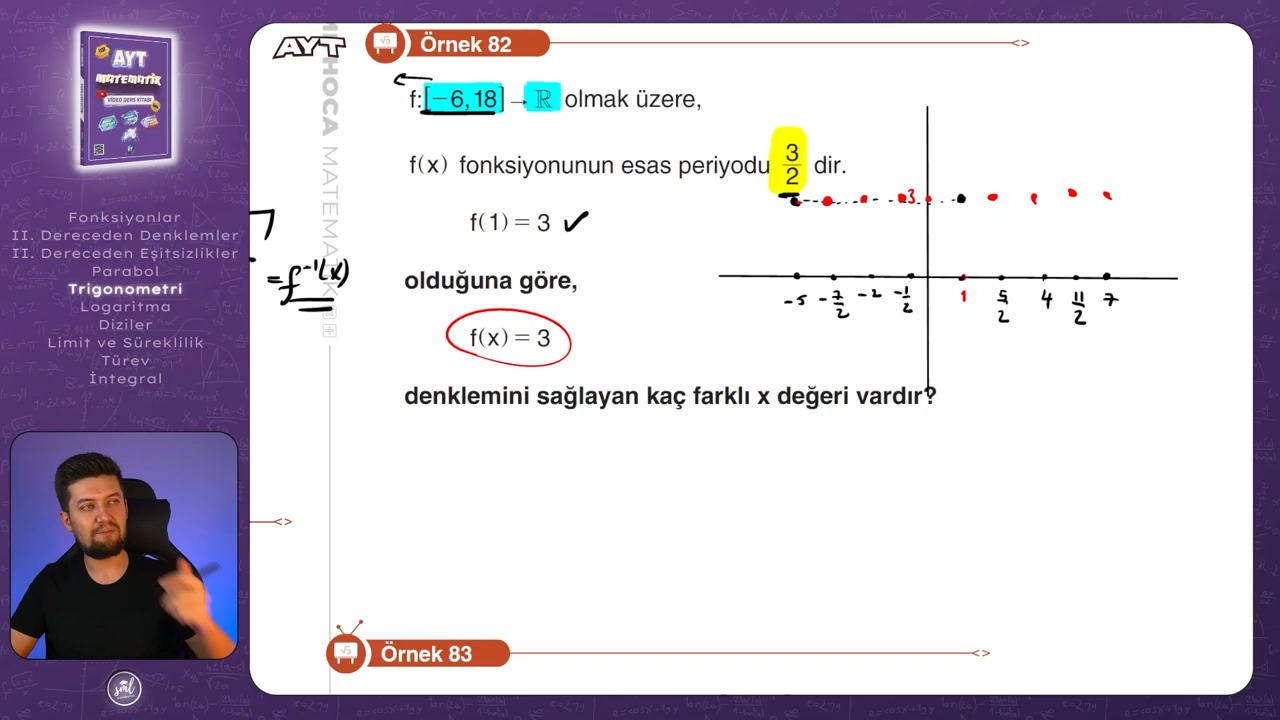 AYT
MATEMATİK
VİDEO DERS KİTABI
Fonksiyonlar
II. Dereceden Denklemler
II. Dereceden Eşitsizlikler
Parabol
Trigonometri
Logaritma
Diziler
Limit ve Süreklilik
Türev
İntegral
sml
HOCA MATEMATİK
= f⁻¹(x)
AYT
√5 Örnek 82
f:[−6,18] → ℝ olmak üzere,
f(x) fonksiyonunun esas periyodu 3/2 dir.
f(1) = 3 ✓
olduğuna göre,
f(x) = 3
denklemini sağlayan kaç farklı x değeri vardır?
3
-5 -7/2 -2 -1/2 1 5/2 4 11/2 7
√5 Örnek 83